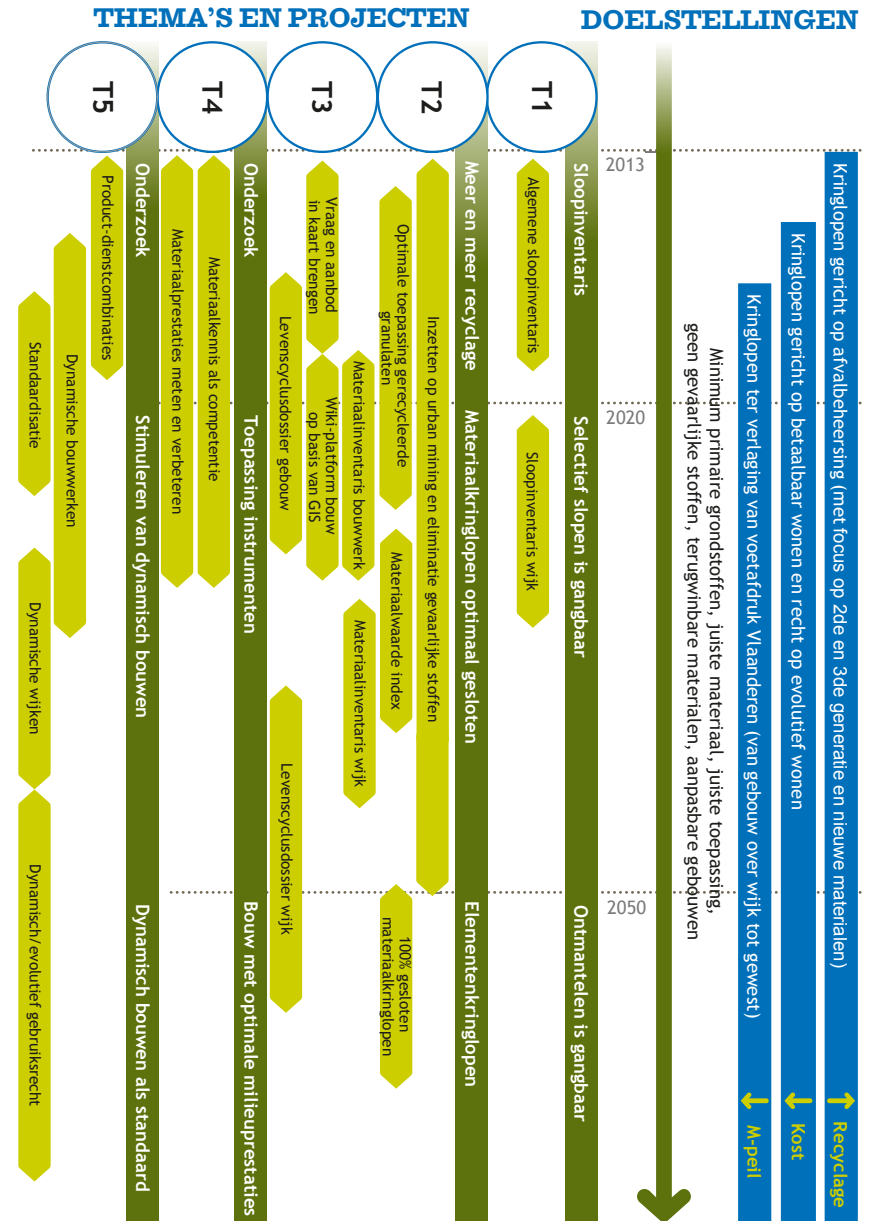 THEMA'S EN PROJECTEN
DOELSTELLINGEN
Kringlopen gericht op afvalbeheersing (met focus op 2de en 3de generatie en nieuwe materialen)
Recyclage
Kringlopen gericht op betaalbaar wonen en recht op evolutief wonen
Kost
Kringlopen ter verlaging van voetafdruk Vlaanderen (van gebouw over wijk tot gewest)
M-peil
Minimum primaire grondstoffen, juiste materiaal, juiste toepassing,
geen gevaarlijke stoffen, terugwinbare materialen, aanpasbare gebouwen
2013
2020
2050
T1
Sloopinventaris
Selectief slopen is gangbaar
Ontmantelen is gangbaar
Algemene sloopinventaris
Sloopinventaris wijk
T2
Meer en meer recyclage
Materiaalkringlopen optimaal gesloten
Elementenkringlopen
Inzetten op urban mining en eliminatie gevaarlijke stoffen
Optimale toepassing gerecycleerde
granulaten
Materiaalwaarde index
100% gesloten
materiaalkringlopen
T3
Materiaalinventaris bouwwerk
Materiaalinventaris wijk
Vraag en aanbod
in kaart brengen
Wiki-platform bouw
op basis van GIS
Levenscyclusdossier gebouw
Levenscyclusdossier wijk
T4
Onderzoek
Toepassing instrumenten
Bouw met optimale milieuprestaties
Materiaalkennis als competentie
Materiaalprestaties meten en verbeteren
T5
Onderzoek
Stimuleren van dynamisch bouwen
Dynamisch bouwen als standaard
Product-dienstcombinaties
Dynamische bouwwerken
Standaardisatie
Dynamische wijken
Dynamisch/evolutief gebruiksrecht